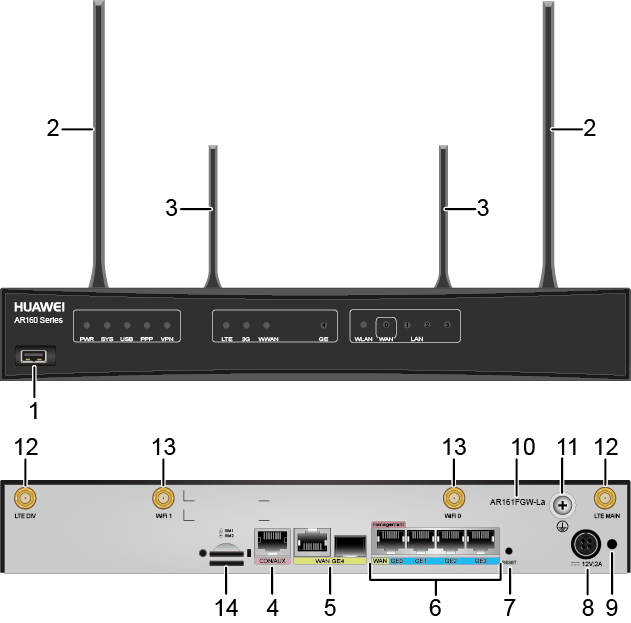 2 2
3 3
HUAWEI
AR160 Series
PWR SYS USB PPP VPN
LTE 3G WWAN
4
GE
0 1 2 3
WLAN WAN LAN
1
12 13 13 10 11 12
AR161FGW-La
LTE DIV WiFi 1 WiFi 0 LTE MAIN
SIM1
SIM2
Management
CON/AUX WAN GE4 WAN GE0 GE1 GE2 GE3 RESET 12V;2A
14 4 5 6 7 8 9